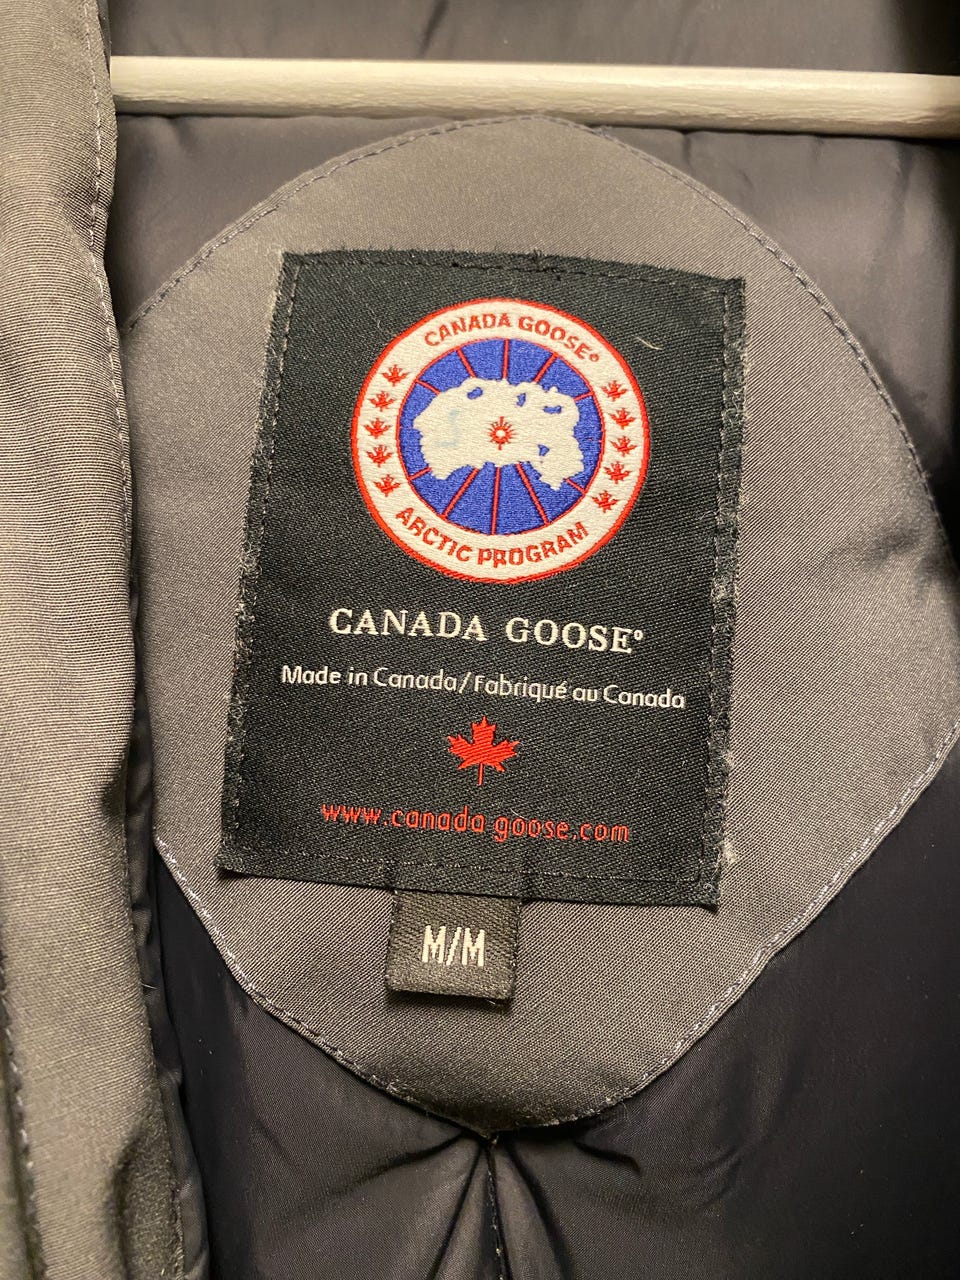 CANADA GOOSE®
ARCTIC PROGRAM
CANADA GOOSE®
Made in Canada/Fabriqué au Canada
www.canada goose.com
M/M